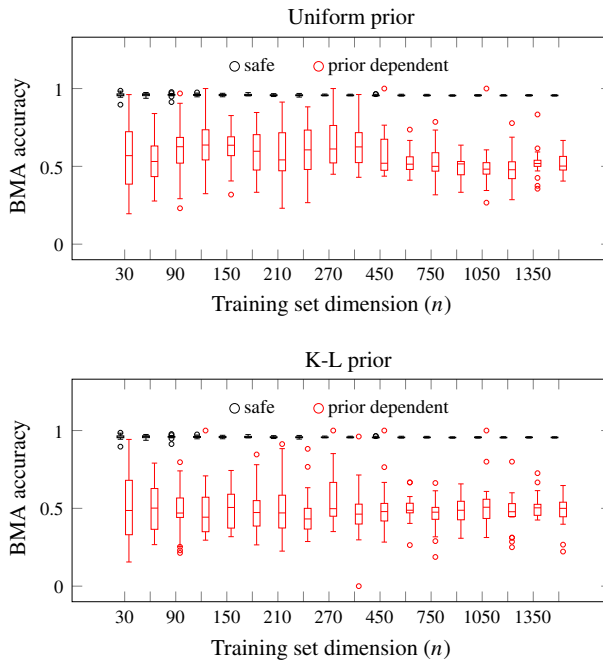 Uniform prior
safe prior dependent
BMA accuracy
1
0.5
0
30 90 150 210 270 450 750 1050 1350
Training set dimension (n)
K-L prior
safe prior dependent
BMA accuracy
1
0.5
0
30 90 150 210 270 450 750 1050 1350
Training set dimension (n)